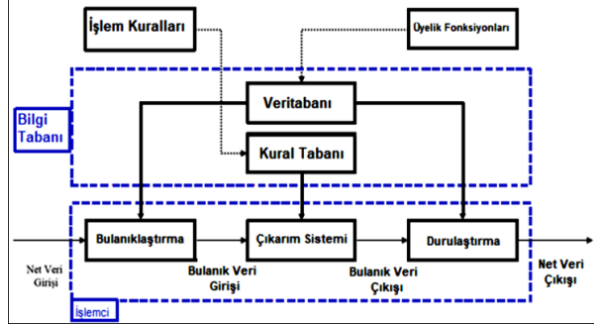 İşlem Kuralları
Üyelik Fonksiyonları
Veritabanı
Bilgi
Tabanı
Kural Tabanı
Bulanıklaştırma
Çıkarım Sistemi
Durulaştırma
Net Veri
Girişi
Bulanık Veri
Girişi
Bulanık Veri
Çıkışı
Net Veri
Çıkışı
İşlemci